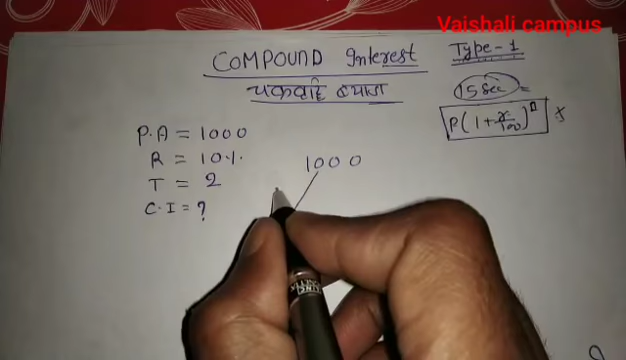 Vaishali campus
COMPOUND Interest Type-1
चक्रवृद्धि ब्याज
15 sec =
P(1+r/100)^n
P.A = 1000
R = 10%.
T = 2
C.I = ?
1000